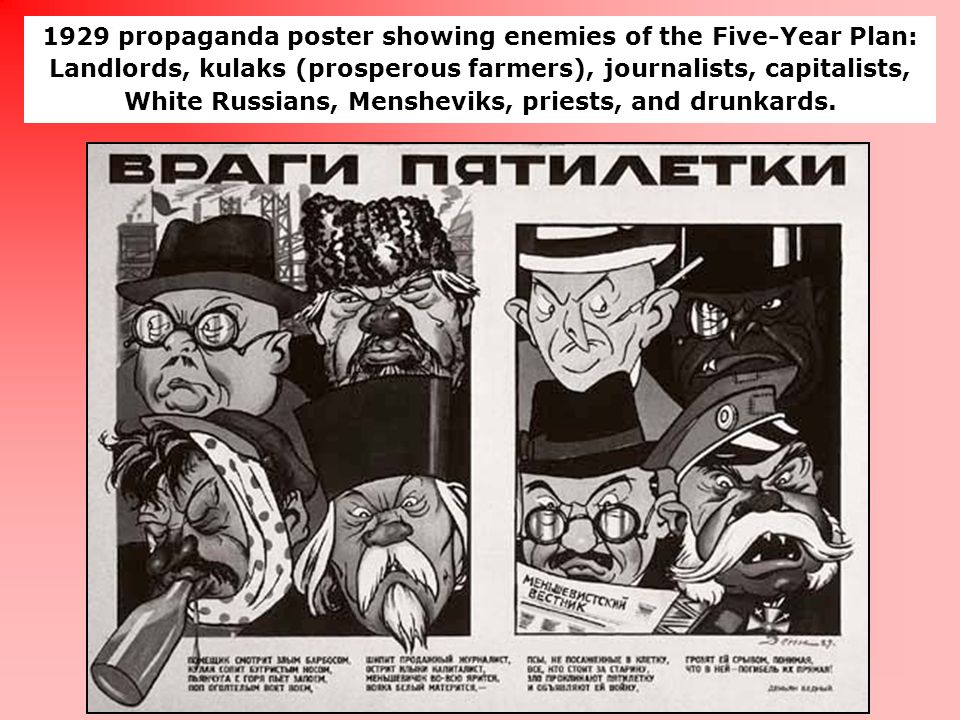 1929 propaganda poster showing enemies of the Five-Year Plan:
Landlords, kulaks (prosperous farmers), journalists, capitalists,
White Russians, Mensheviks, priests, and drunkards.
ВРАГИ ПЯТИЛЕТКИ
МЕНЬШЕВИСТСКИЙ
ВЕСТНИК
Дени 29.
ПОМЕЩИК СМОТРИТ ЗЛЫМ БАРБОСОМ,
КУЛАК СОПИТ БУГРИСТЫМ НОСОМ,
ПЬЯНЧУГА С ГОРЯ ПЬЕТ ЗАПОЕМ,
ПОП ОГОЛТЕЛЫМ ВОЕТ ВОЕМ,
ШИПИТ ПРОДАЖНЫЙ ЖУРНАЛИСТ,
ОСТРИТ КЛЫКИ КАПИТАЛИСТ,
МЕНЬШЕВИЧОК ВО-ВСЮ ЯРИТСЯ,
ВОЯКА БЕЛЫЙ МАТЕРИТСЯ,—
ПСЫ, НЕ ПОСАЖЕННЫЕ В КЛЕТКУ,
ВСЕ, КТО СТОИТ ЗА СТАРИНУ,
ЗЛО ПРОКЛИНАЮТ ПЯТИЛЕТКУ
И ОБЪЯВЛЯЮТ ЕЙ ВОЙНУ,
ГРОЗЯТ ЕЙ СРЫВОМ, ПОНИМАЯ,
ЧТО В НЕЙ—ПОГИБЕЛЬ ИХ ПРЯМАЯ!
ДЕМЬЯН БЕДНЫЙ.